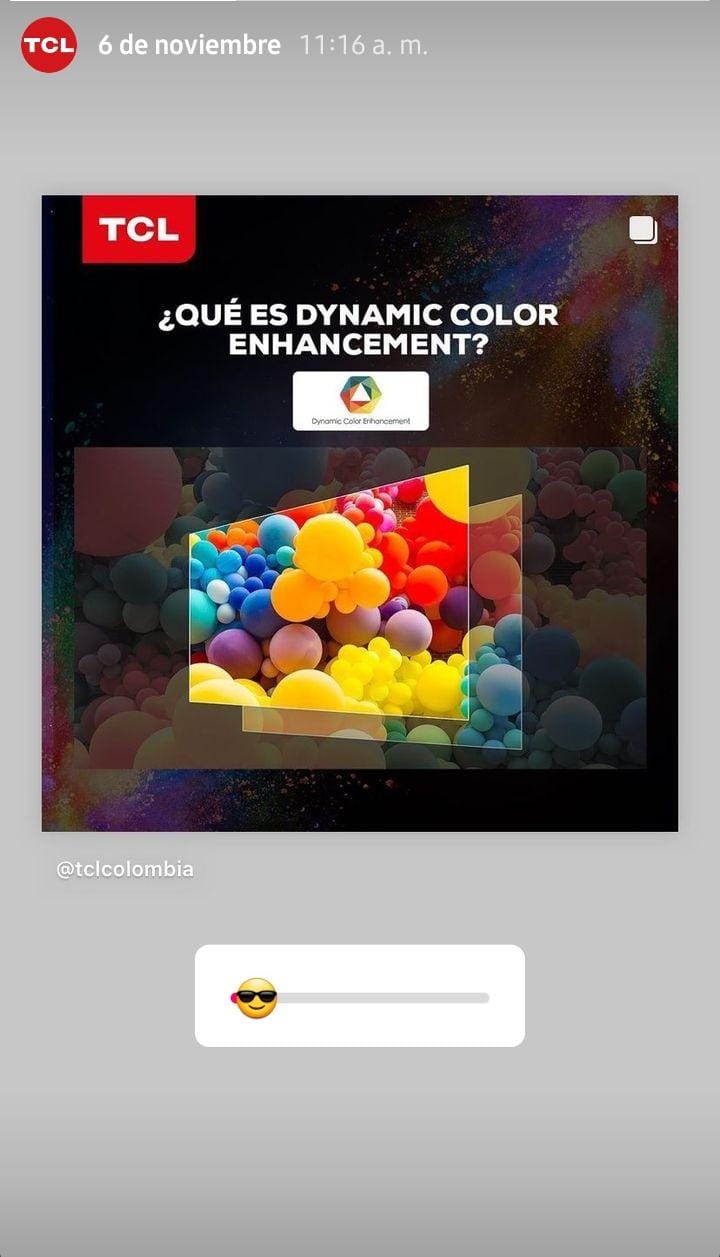 TCL 6 de noviembre 11:16 a. m.
TCL
¿QUÉ ES DYNAMIC COLOR
ENHANCEMENT?
Dynamic Color Enhancement
@tclcolombia